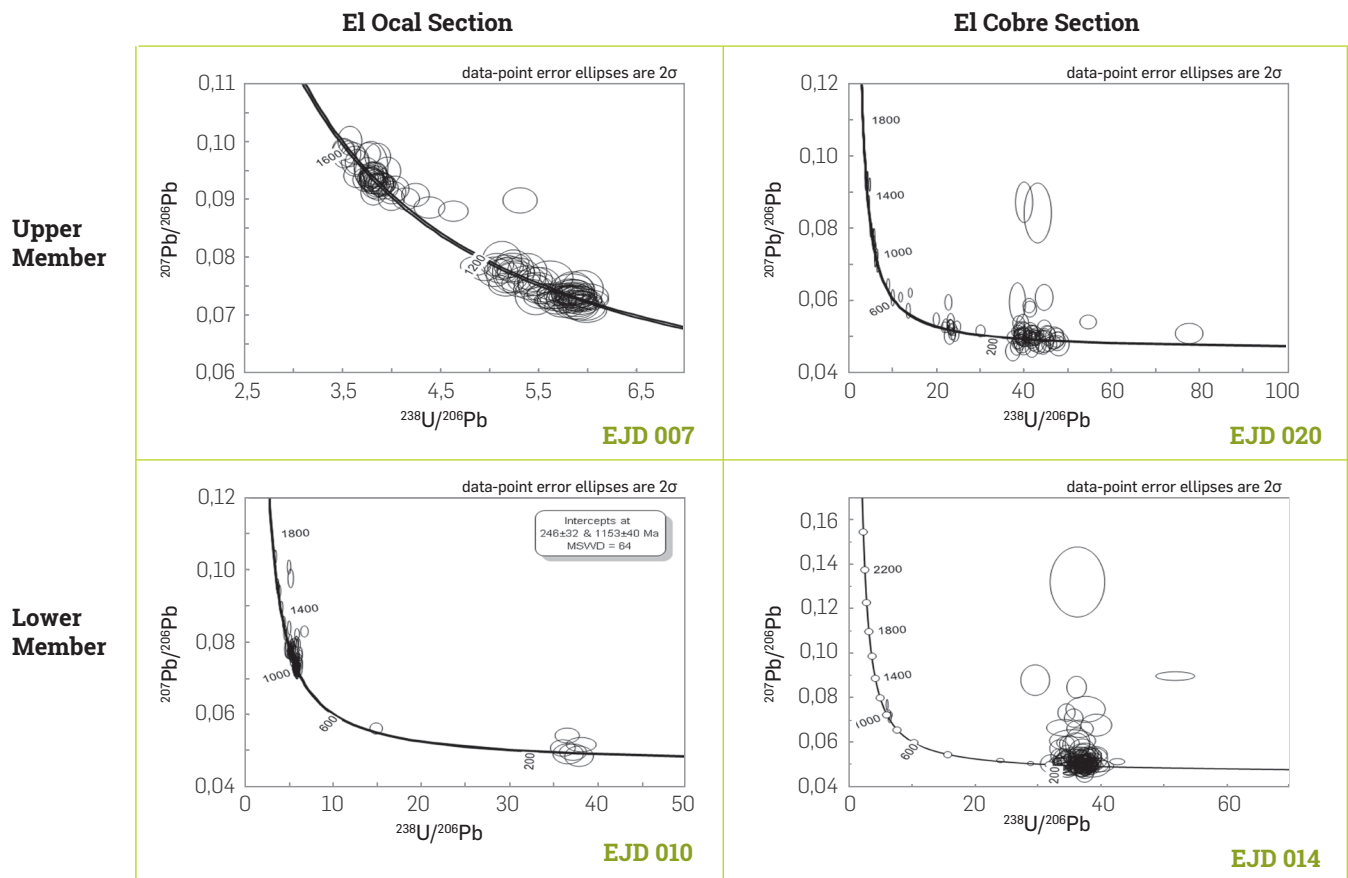 El Ocal Section
El Cobre Section
Upper
Member
data-point error ellipses are 2σ
0,11
0,10
0,09
0,08
0,07
0,06
207Pb/206Pb
1600
1200
2,5 3,5 4,5 5,5 6,5
238U/206Pb
EJD 007
data-point error ellipses are 2σ
0,12
0,10
0,08
0,06
0,04
207Pb/206Pb
1800
1400
1000
600
200
0 20 40 60 80 100
238U/206Pb
EJD 020
Lower
Member
data-point error ellipses are 2σ
0,12
0,10
0,08
0,06
0,04
207Pb/206Pb
1800
1400
1000
600
200
Intercepts at
246±32 & 1153±40 Ma
MSWD = 64
0 10 20 30 40 50
238U/206Pb
EJD 010
data-point error ellipses are 2σ
0,16
0,14
0,12
0,10
0,08
0,06
0,04
207Pb/206Pb
2200
1800
1400
1000
600
200
0 20 40 60
238U/206Pb
EJD 014